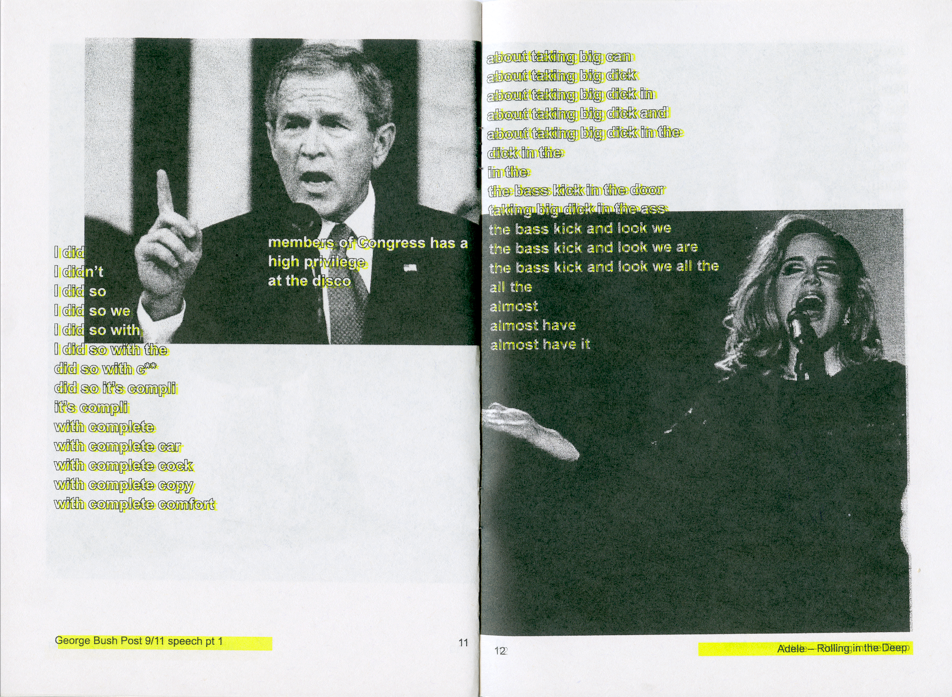 I did
I didn't
I did so
I did so we
I did so with
I did so with the
did so with c**
did so it's compli
it's compli
with complete
with complete car
with complete cock
with complete copy
with complete comfort
members of Congress has a
high privilege
at the disco
George Bush Post 9/11 speech pt 1
11
about taking big can
about taking big dick
about taking big dick in
about taking big dick and
about taking big dick in the
dick in the
in the
the bass kick in the door
taking big dick in the ass
the bass kick and look we
the bass kick and look we are
the bass kick and look we all the
all the
almost
almost have
almost have it
12
Adele – Rolling in the Deep